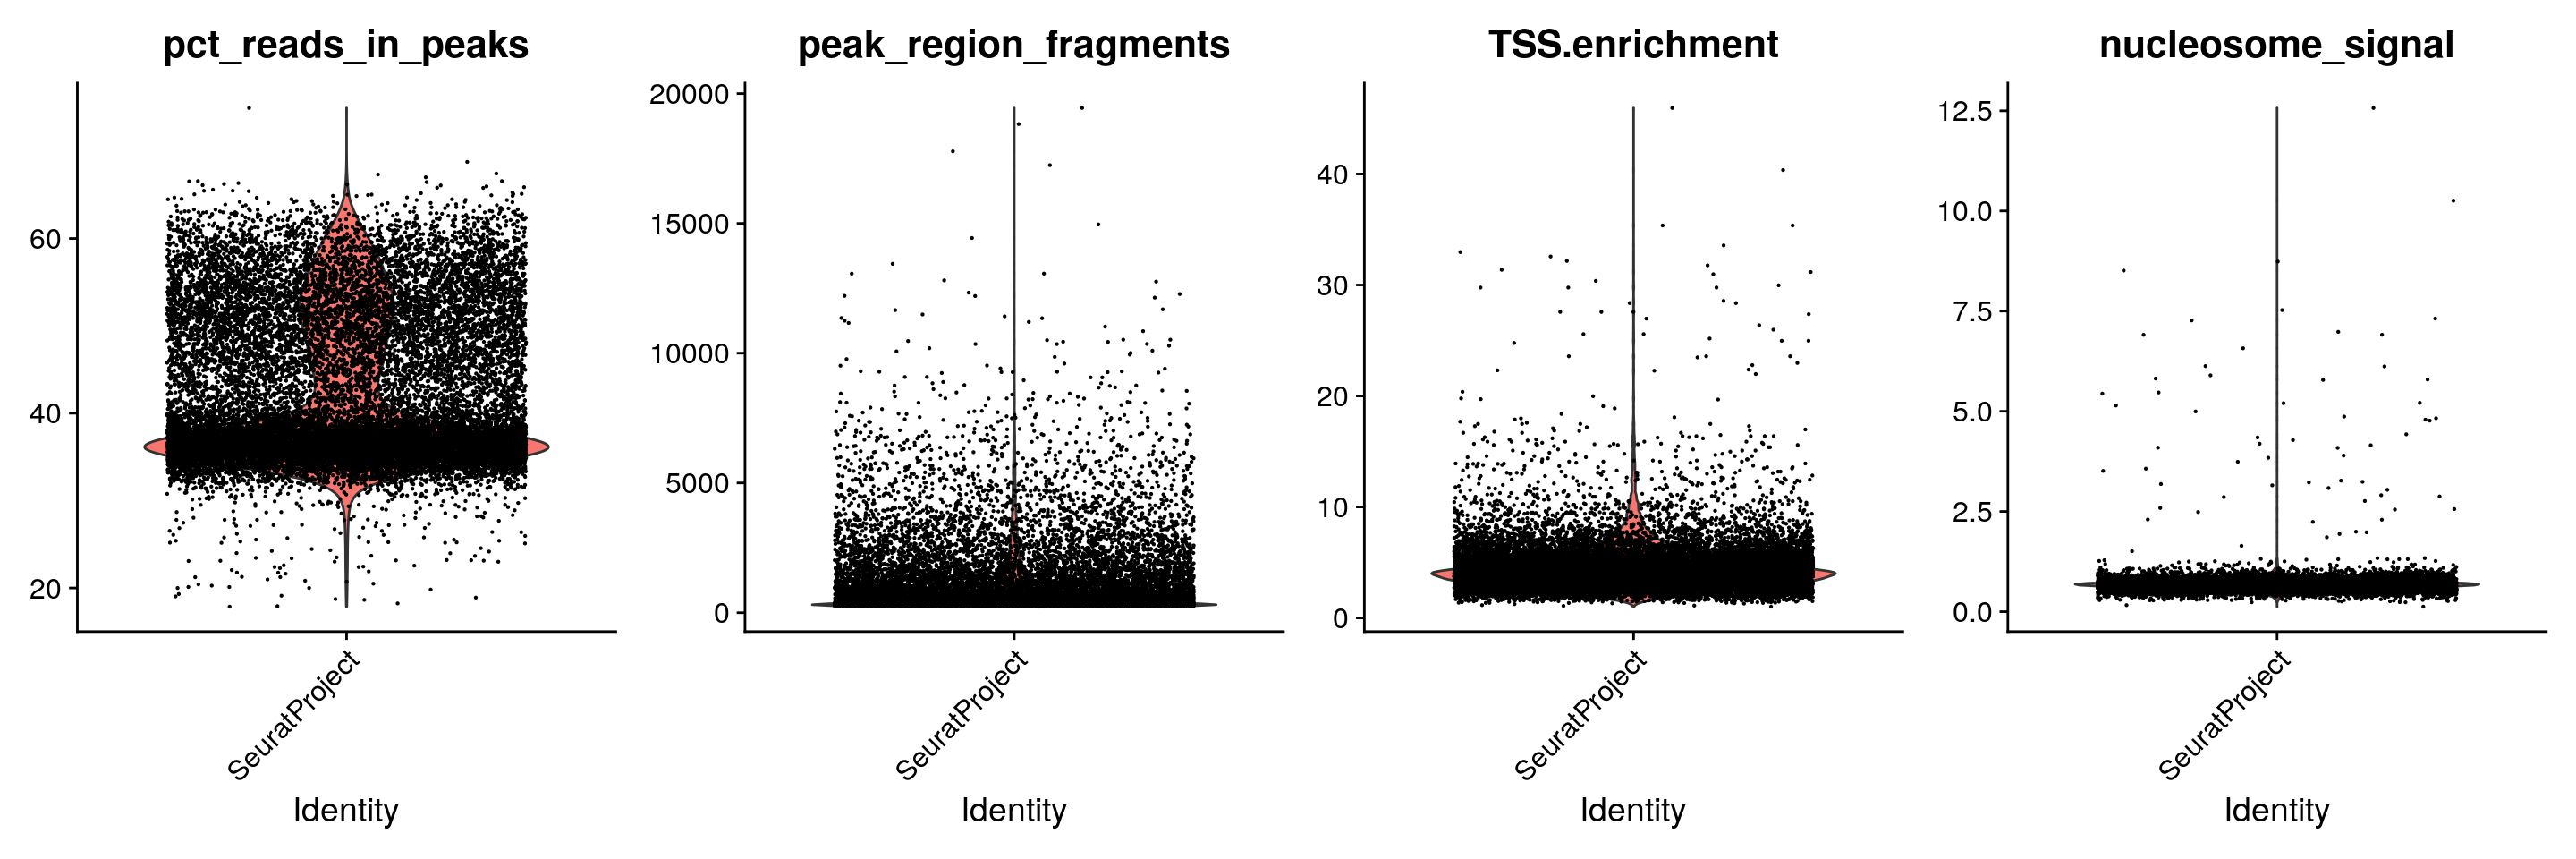 pct_reads_in_peaks
60
40
20
SeuratProject
Identity
peak_region_fragments
20000
15000
10000
5000
0
SeuratProject
Identity
TSS.enrichment
40
30
20
10
0
SeuratProject
Identity
nucleosome_signal
12.5
10.0
7.5
5.0
2.5
0.0
SeuratProject
Identity